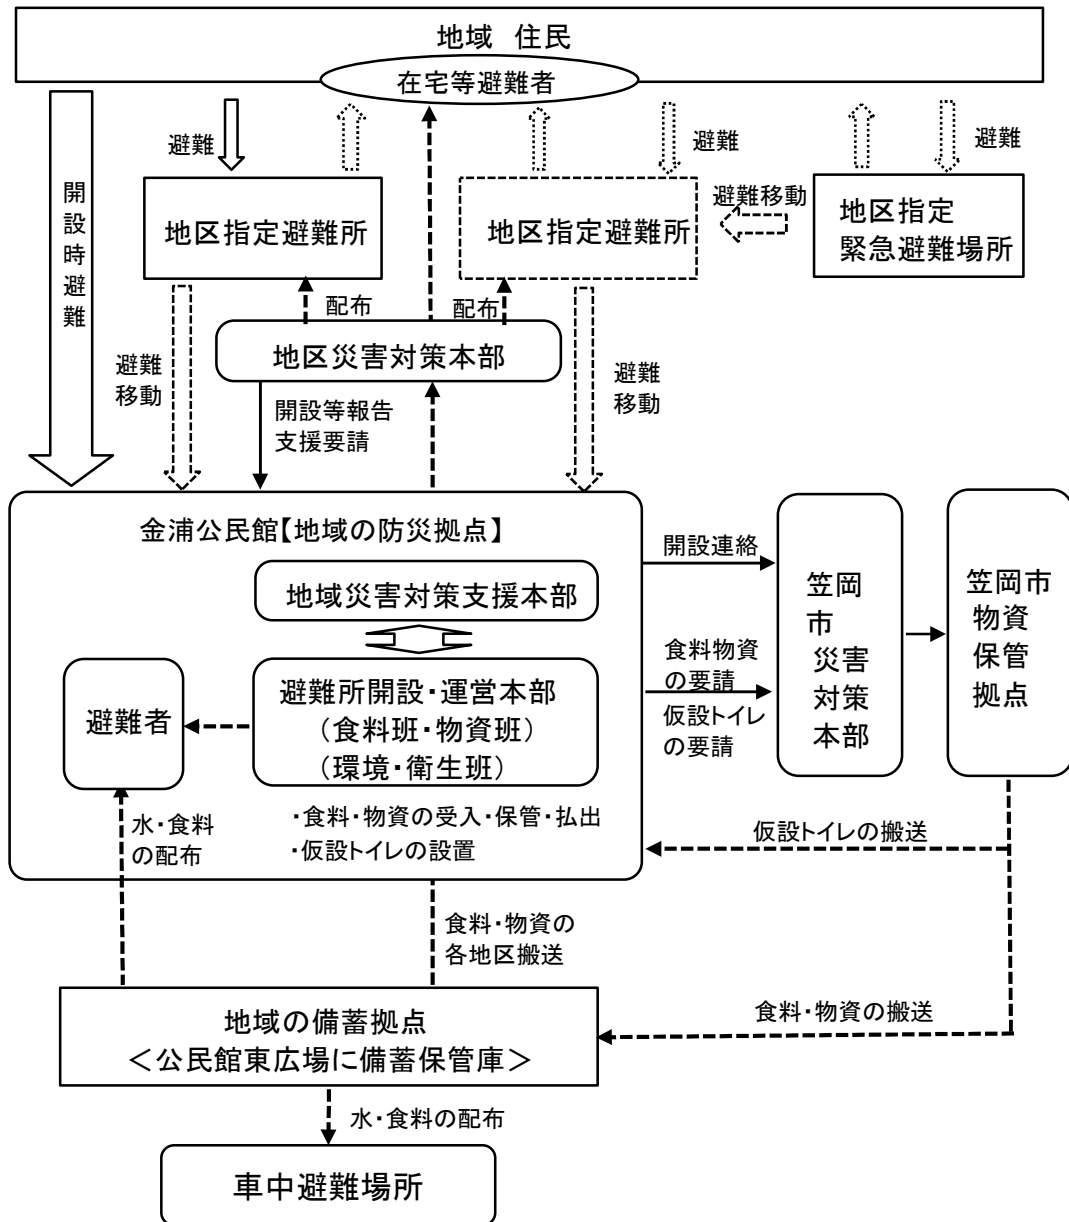 地域　住民
在宅等避難者
開設時避難
避難
避難
避難
地区指定避難所
地区指定避難所
避難移動
地区指定
緊急避難場所
配布
配布
地区災害対策本部
避難
移動
開設等報告
支援要請
避難
移動
金浦公民館【地域の防災拠点】
地域災害対策支援本部
避難所開設・運営本部
（食料班・物資班）
（環境・衛生班）
避難者
・食料・物資の受入・保管・払出
・仮設トイレの設置
水・食料
の配布
開設連絡
食料物資
の要請
仮設トイレ
の要請
笠岡
市
災害
対策
本部
笠岡市
物資
保管
拠点
仮設トイレの搬送
食料・物資の
各地区搬送
食料・物資の搬送
地域の備蓄拠点
＜公民館東広場に備蓄保管庫＞
水・食料の配布
車中避難場所